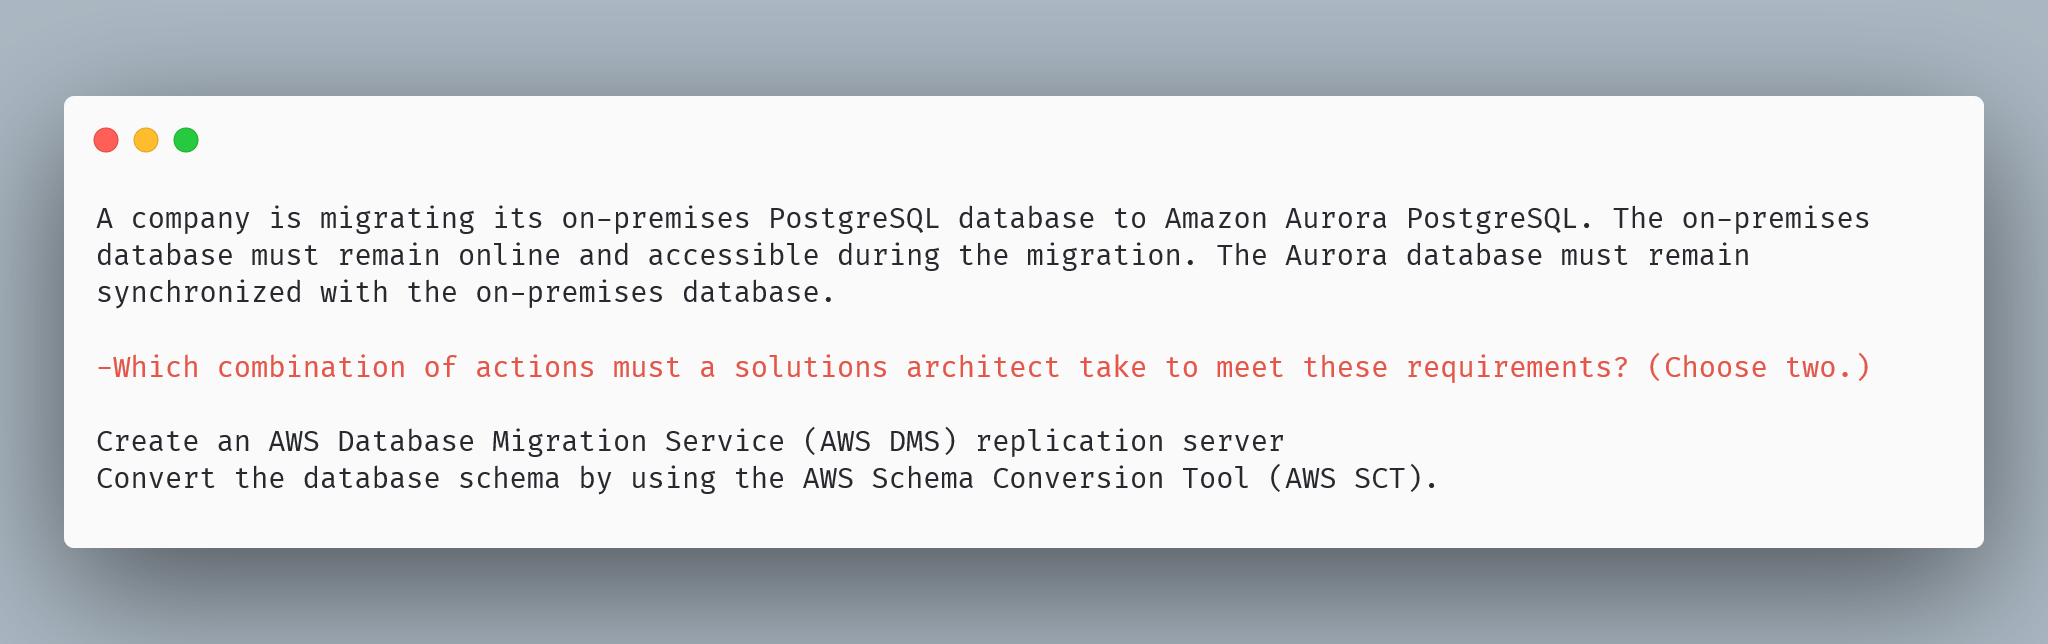 A company is migrating its on-premises PostgreSQL database to Amazon Aurora PostgreSQL. The on-premises
database must remain online and accessible during the migration. The Aurora database must remain
synchronized with the on-premises database.
-Which combination of actions must a solutions architect take to meet these requirements? (Choose two.)
Create an AWS Database Migration Service (AWS DMS) replication server
Convert the database schema by using the AWS Schema Conversion Tool (AWS SCT).